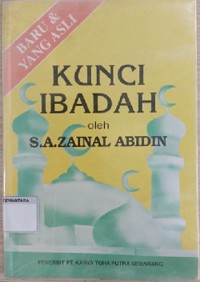 BARU &
YANG ASLI
KUNCI
IBADAH
oleh
S.A.ZAINAL ABIDIN
PENERBIT PT. KARYA TOHA PUTRA SEMARANG